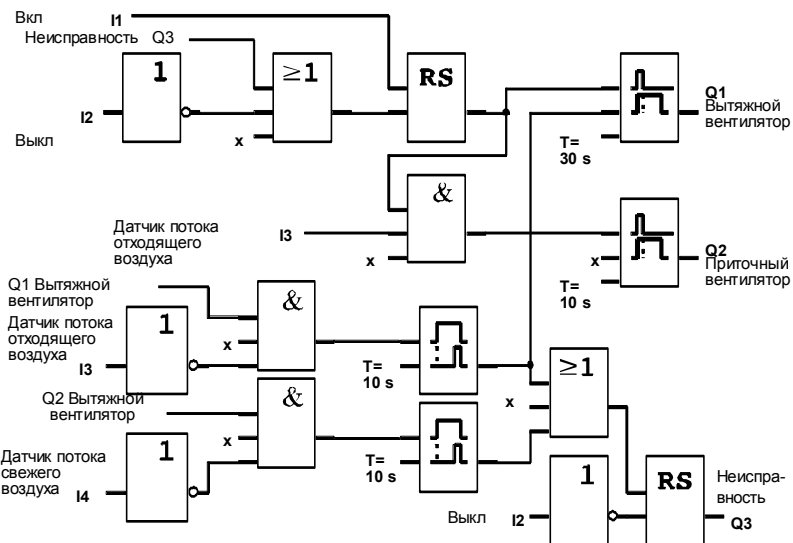 Вкл I1
Неисправность Q3
1
≥1
RS
I2
Выкл
x
T=
30 s
Q1
Вытяжной
вентилятор
&
Датчик потока
отходящего
воздуха
I3
x
x
T=
10 s
Q2
Приточный
вентилятор
Q1 Вытяжной
вентилятор
&
Датчик потока
отходящего
воздуха
1
x
I3
T=
10 s
Q2 Вытяжной
вентилятор
&
≥1
x
Датчик потока
свежего
воздуха
1
x
I4
T=
10 s
Выкл I2
1
RS
Неиспра-
вность
Q3